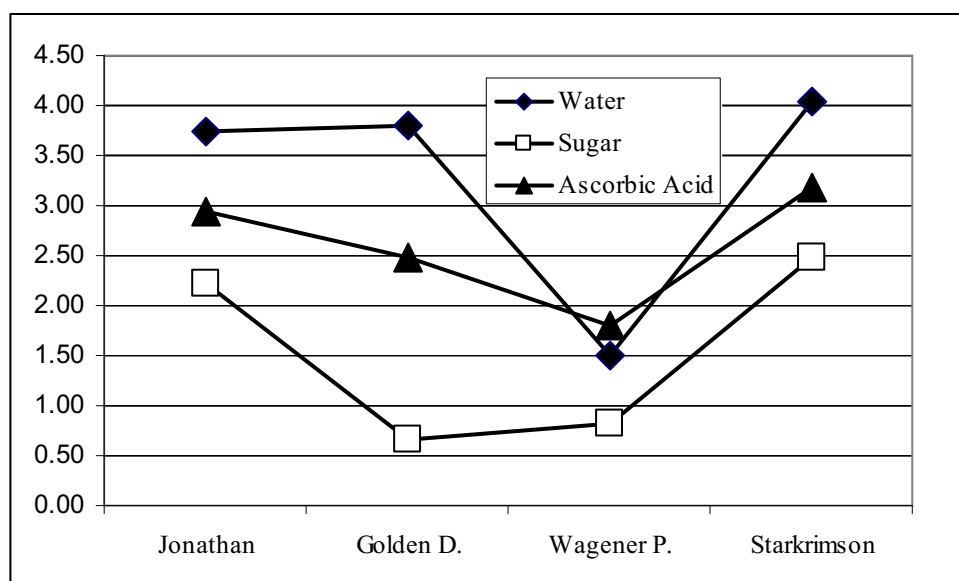 4.50
4.00
3.50
3.00
2.50
2.00
1.50
1.00
0.50
0.00
Water
Sugar
Ascorbic Acid
Jonathan Golden D. Wagener P. Starkrimson